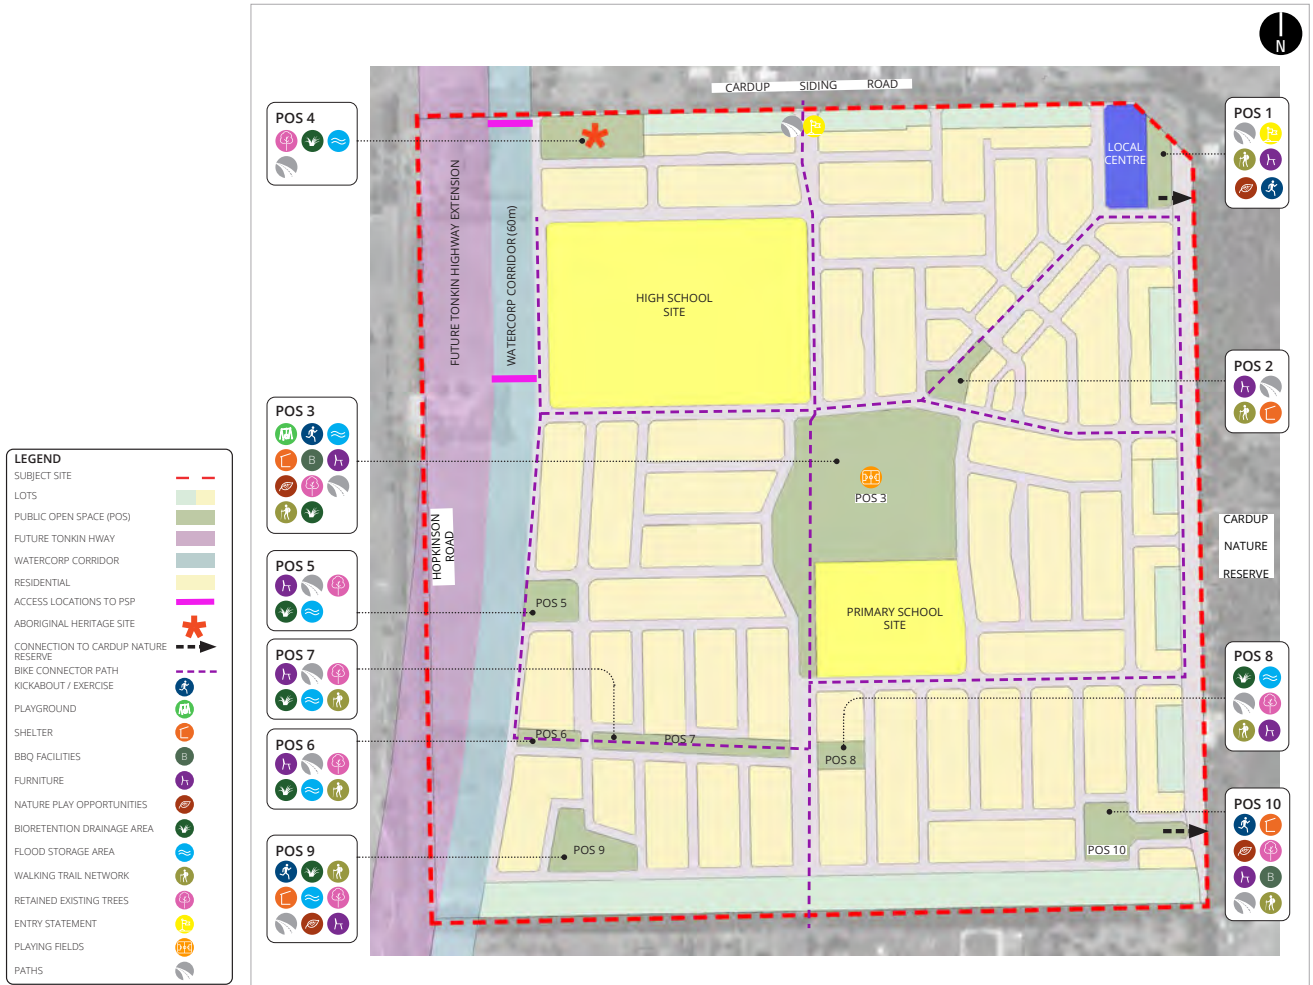 N
CARDUP SIDING ROAD
POS 4
POS 1
LOCAL
CENTRE
FUTURE TONKIN HIGHWAY EXTENSION
WATERCORP CORRIDOR (60m)
HIGH SCHOOL
SITE
POS 2
POS 3
B
POS 3
HOPKINSON
ROAD
CARDUP
NATURE
RESERVE
POS 5
POS 5
PRIMARY SCHOOL
SITE
POS 7
POS 8
POS 6
POS 6
POS 7
POS 8
POS 10
B
POS 9
POS 9
POS 10
LEGEND
SUBJECT SITE
LOTS
PUBLIC OPEN SPACE (POS)
FUTURE TONKIN HWAY
WATERCORP CORRIDOR
RESIDENTIAL
ACCESS LOCATIONS TO PSP
ABORIGINAL HERITAGE SITE
CONNECTION TO CARDUP NATURE
RESERVE
BIKE CONNECTOR PATH
KICKABOUT / EXERCISE
PLAYGROUND
SHELTER
BBQ FACILITIES
B
FURNITURE
NATURE PLAY OPPORTUNITIES
BIORETENTION DRAINAGE AREA
FLOOD STORAGE AREA
WALKING TRAIL NETWORK
RETAINED EXISTING TREES
ENTRY STATEMENT
PLAYING FIELDS
PATHS